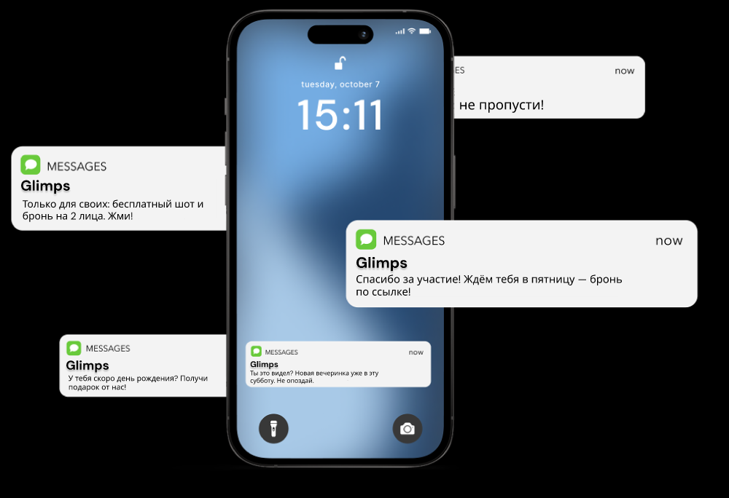 tuesday, october 7
15:11
ES
now
не пропусти!
MESSAGES
Glimps
Только для своих: бесплатный шот и
бронь на 2 лица. Жми!
MESSAGES
now
Glimps
Спасибо за участие! Ждём тебя в пятницу — бронь
по ссылке!
MESSAGES
Glimps
У тебя скоро день рождения? Получи
подарок от нас!
MESSAGES
now
Glimps
Ты это видел? Новая вечеринка уже в эту
субботу. Не опоздай.